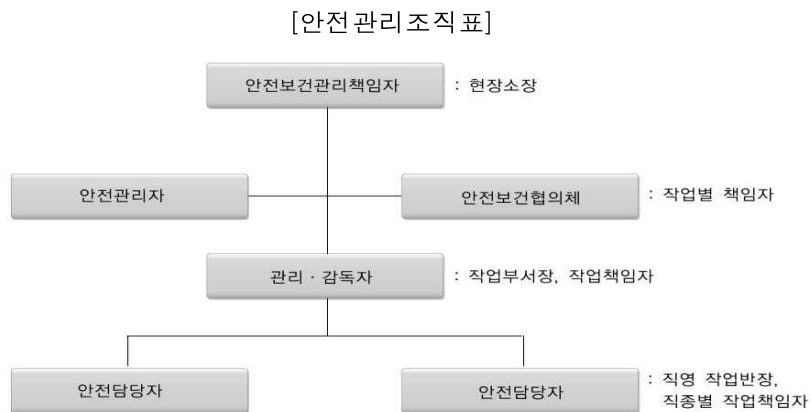 [안전관리조직표]
안전보건관리책임자 : 현장소장
안전관리자
안전보건협의체 : 작업별 책임자
관리 · 감독자 : 작업부서장, 작업책임자
안전담당자
안전담당자 : 직영 작업반장,
직종별 작업책임자